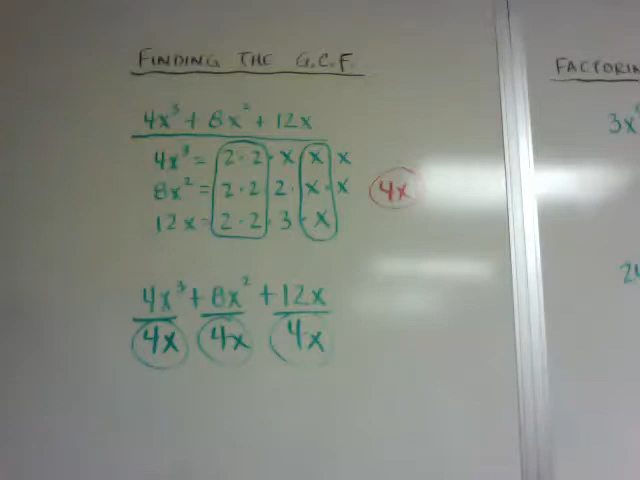 FINDING THE G.C.F.
4x³ + 8x² + 12x
4x³ = 2 · 2 · x x x
8x² = 2 · 2 2 · x · x
12x = 2 · 2 · 3 · x
4x
4x³ + 8x² + 12x
4x 4x 4x
FACTORIN
3x
24